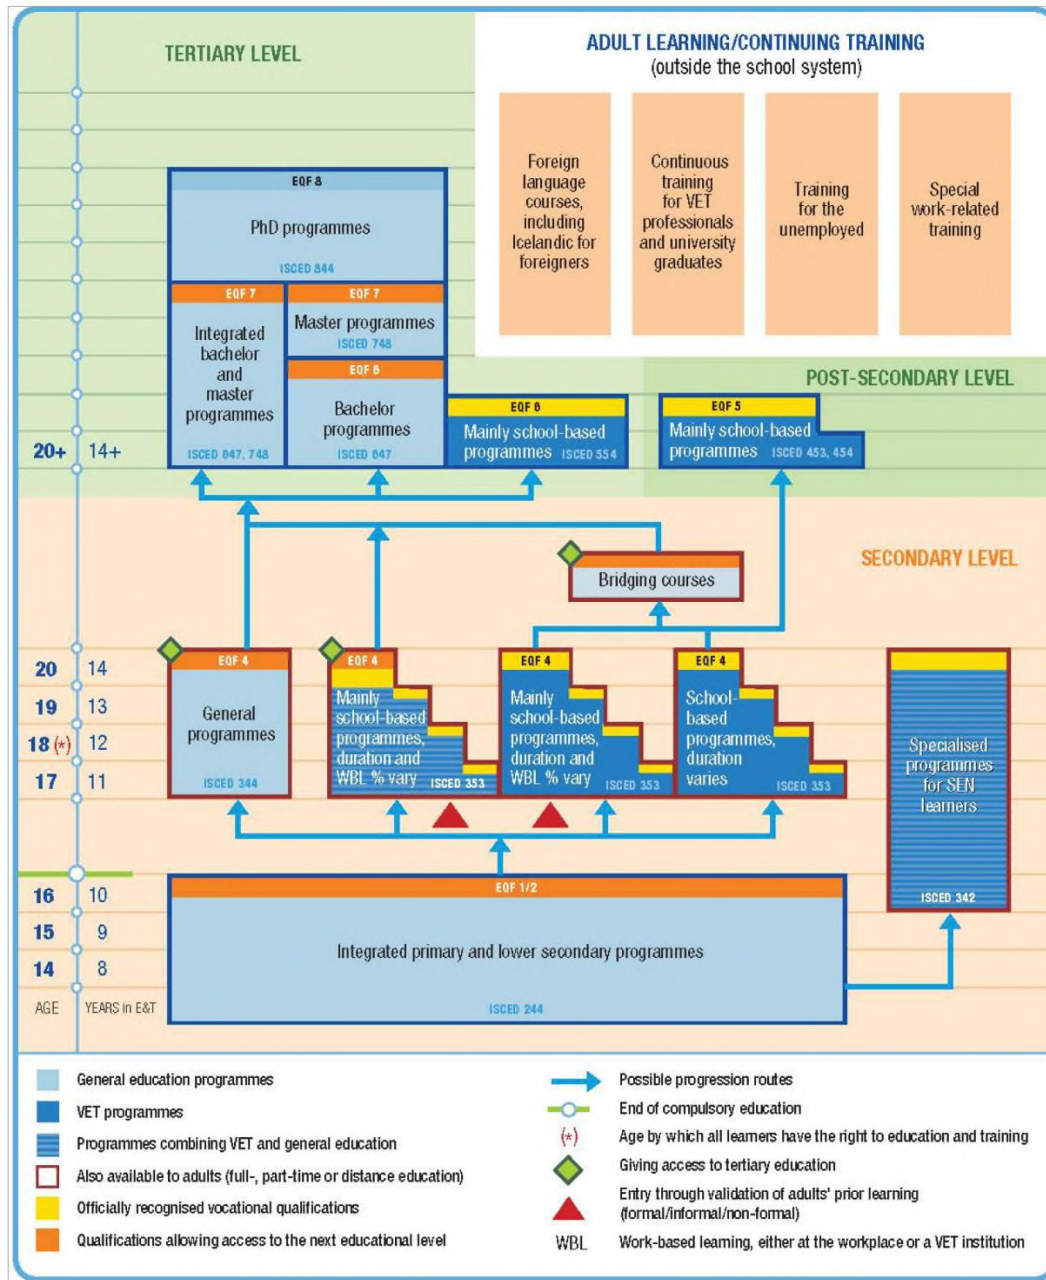 TERTIARY LEVEL
ADULT LEARNING/CONTINUING TRAINING
(outside the school system)
Foreign
language
courses,
including
Icelandic for
foreigners
Continuous
training
for VET
professionals
and university
graduates
Training
for the
unemployed
Special
work-related
training
EQF 8
PhD programmes
ISCED 844
EQF 7
Integrated
bachelor
and
master
programmes
ISCED 647, 748
EQF 7
Master programmes
ISCED 748
EQF 6
Bachelor
programmes
ISCED 647
POST-SECONDARY LEVEL
EQF 6
Mainly school-based
programmes ISCED 554
EQF 5
Mainly school-based
programmes ISCED 453, 454
20+ 14+
SECONDARY LEVEL
Bridging courses
EQF 4
General
programmes
ISCED 344
EQF 4
Mainly
school-based
programmes,
duration and
WBL % vary
ISCED 353
EQF 4
Mainly
school-based
programmes,
duration and
WBL % vary
ISCED 353
EQF 4
School-
based
programmes,
duration
varies
ISCED 353
Specialised
programmes
for SEN
learners
ISCED 342
20 14
19 13
18 (*) 12
17 11
16 10
15 9
14 8
AGE YEARS in E&T
EQF 1/2
Integrated primary and lower secondary programmes
ISCED 244
General education programmes
VET programmes
Programmes combining VET and general education
Also available to adults (full-, part-time or distance education)
Officially recognised vocational qualifications
Qualifications allowing access to the next educational level
Possible progression routes
End of compulsory education
(*) Age by which all learners have the right to education and training
Giving access to tertiary education
Entry through validation of adults' prior learning
(formal/informal/non-formal)
WBL Work-based learning, either at the workplace or a VET institution